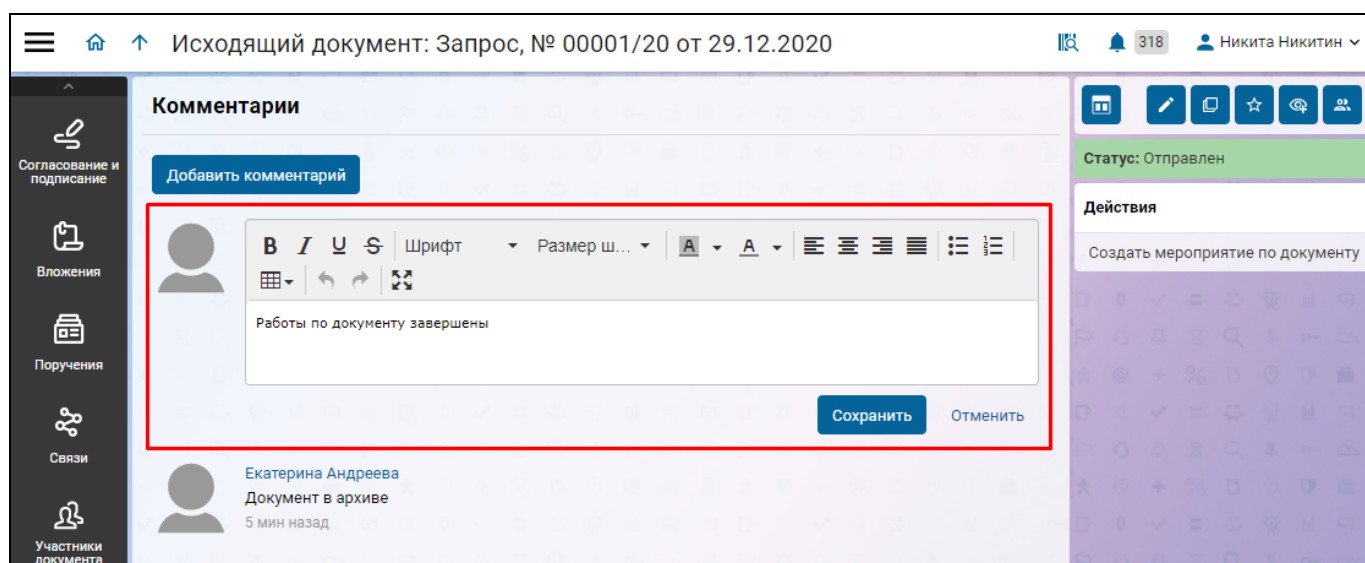 Исходящий документ: Запрос, № 00001/20 от 29.12.2020
318
Никита Никитин
Согласование и
подписание
Вложения
Поручения
Связи
Участники
документа
Комментарии
Добавить комментарий
B I U S Шрифт Размер ш... A A
Работы по документу завершены
Сохранить Отменить
Екатерина Андреева
Документ в архиве
5 мин назад
Статус: Отправлен
Действия
Создать мероприятие по документу